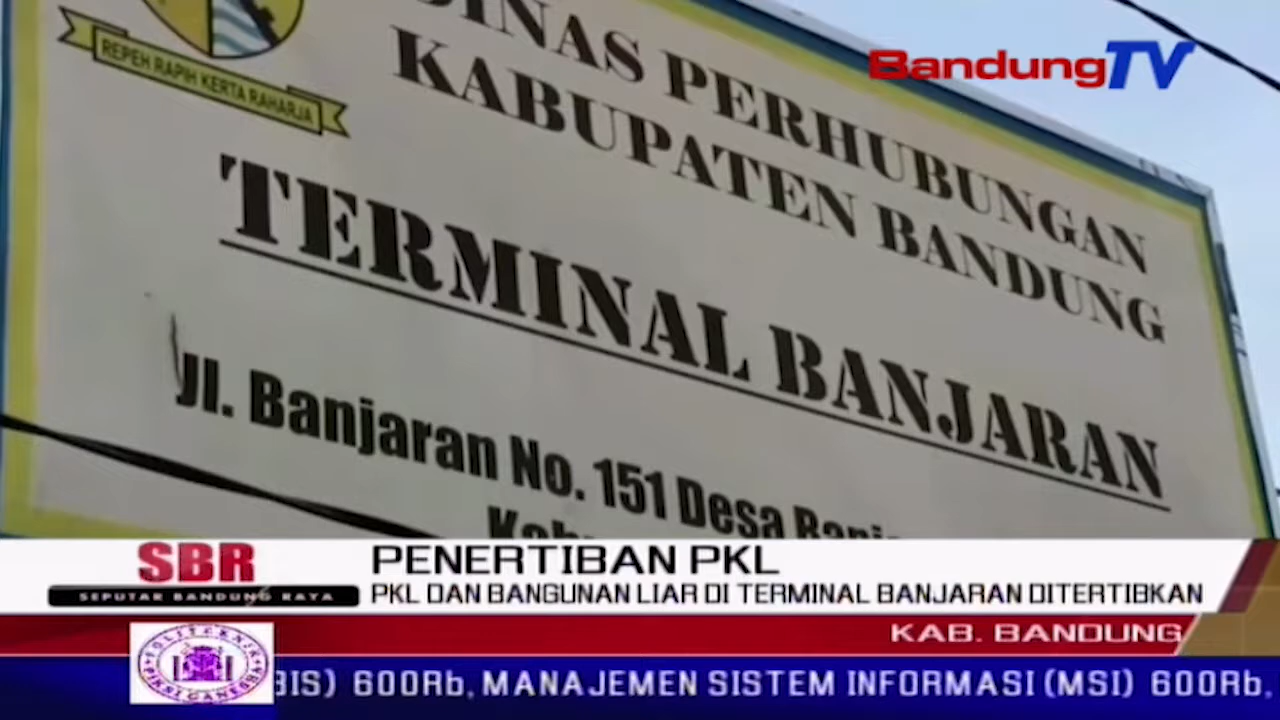 BandungTV
DINAS PERHUBUNGAN
KABUPATEN BANDUNG
REPEH RAPIH KERTA RAHARJA
TERMINAL BANJARAN
Jl. Banjaran No. 151 Desa
SBR
SEPUTAR BANDUNG RAYA
PENERTIBAN PKL
PKL DAN BANGUNAN LIAR DI TERMINAL BANJARAN DITERTIBKAN
KAB. BANDUNG
BIS) 600Rb, MANAJEMEN SISTEM INFORMASI (MSI) 600Rb,